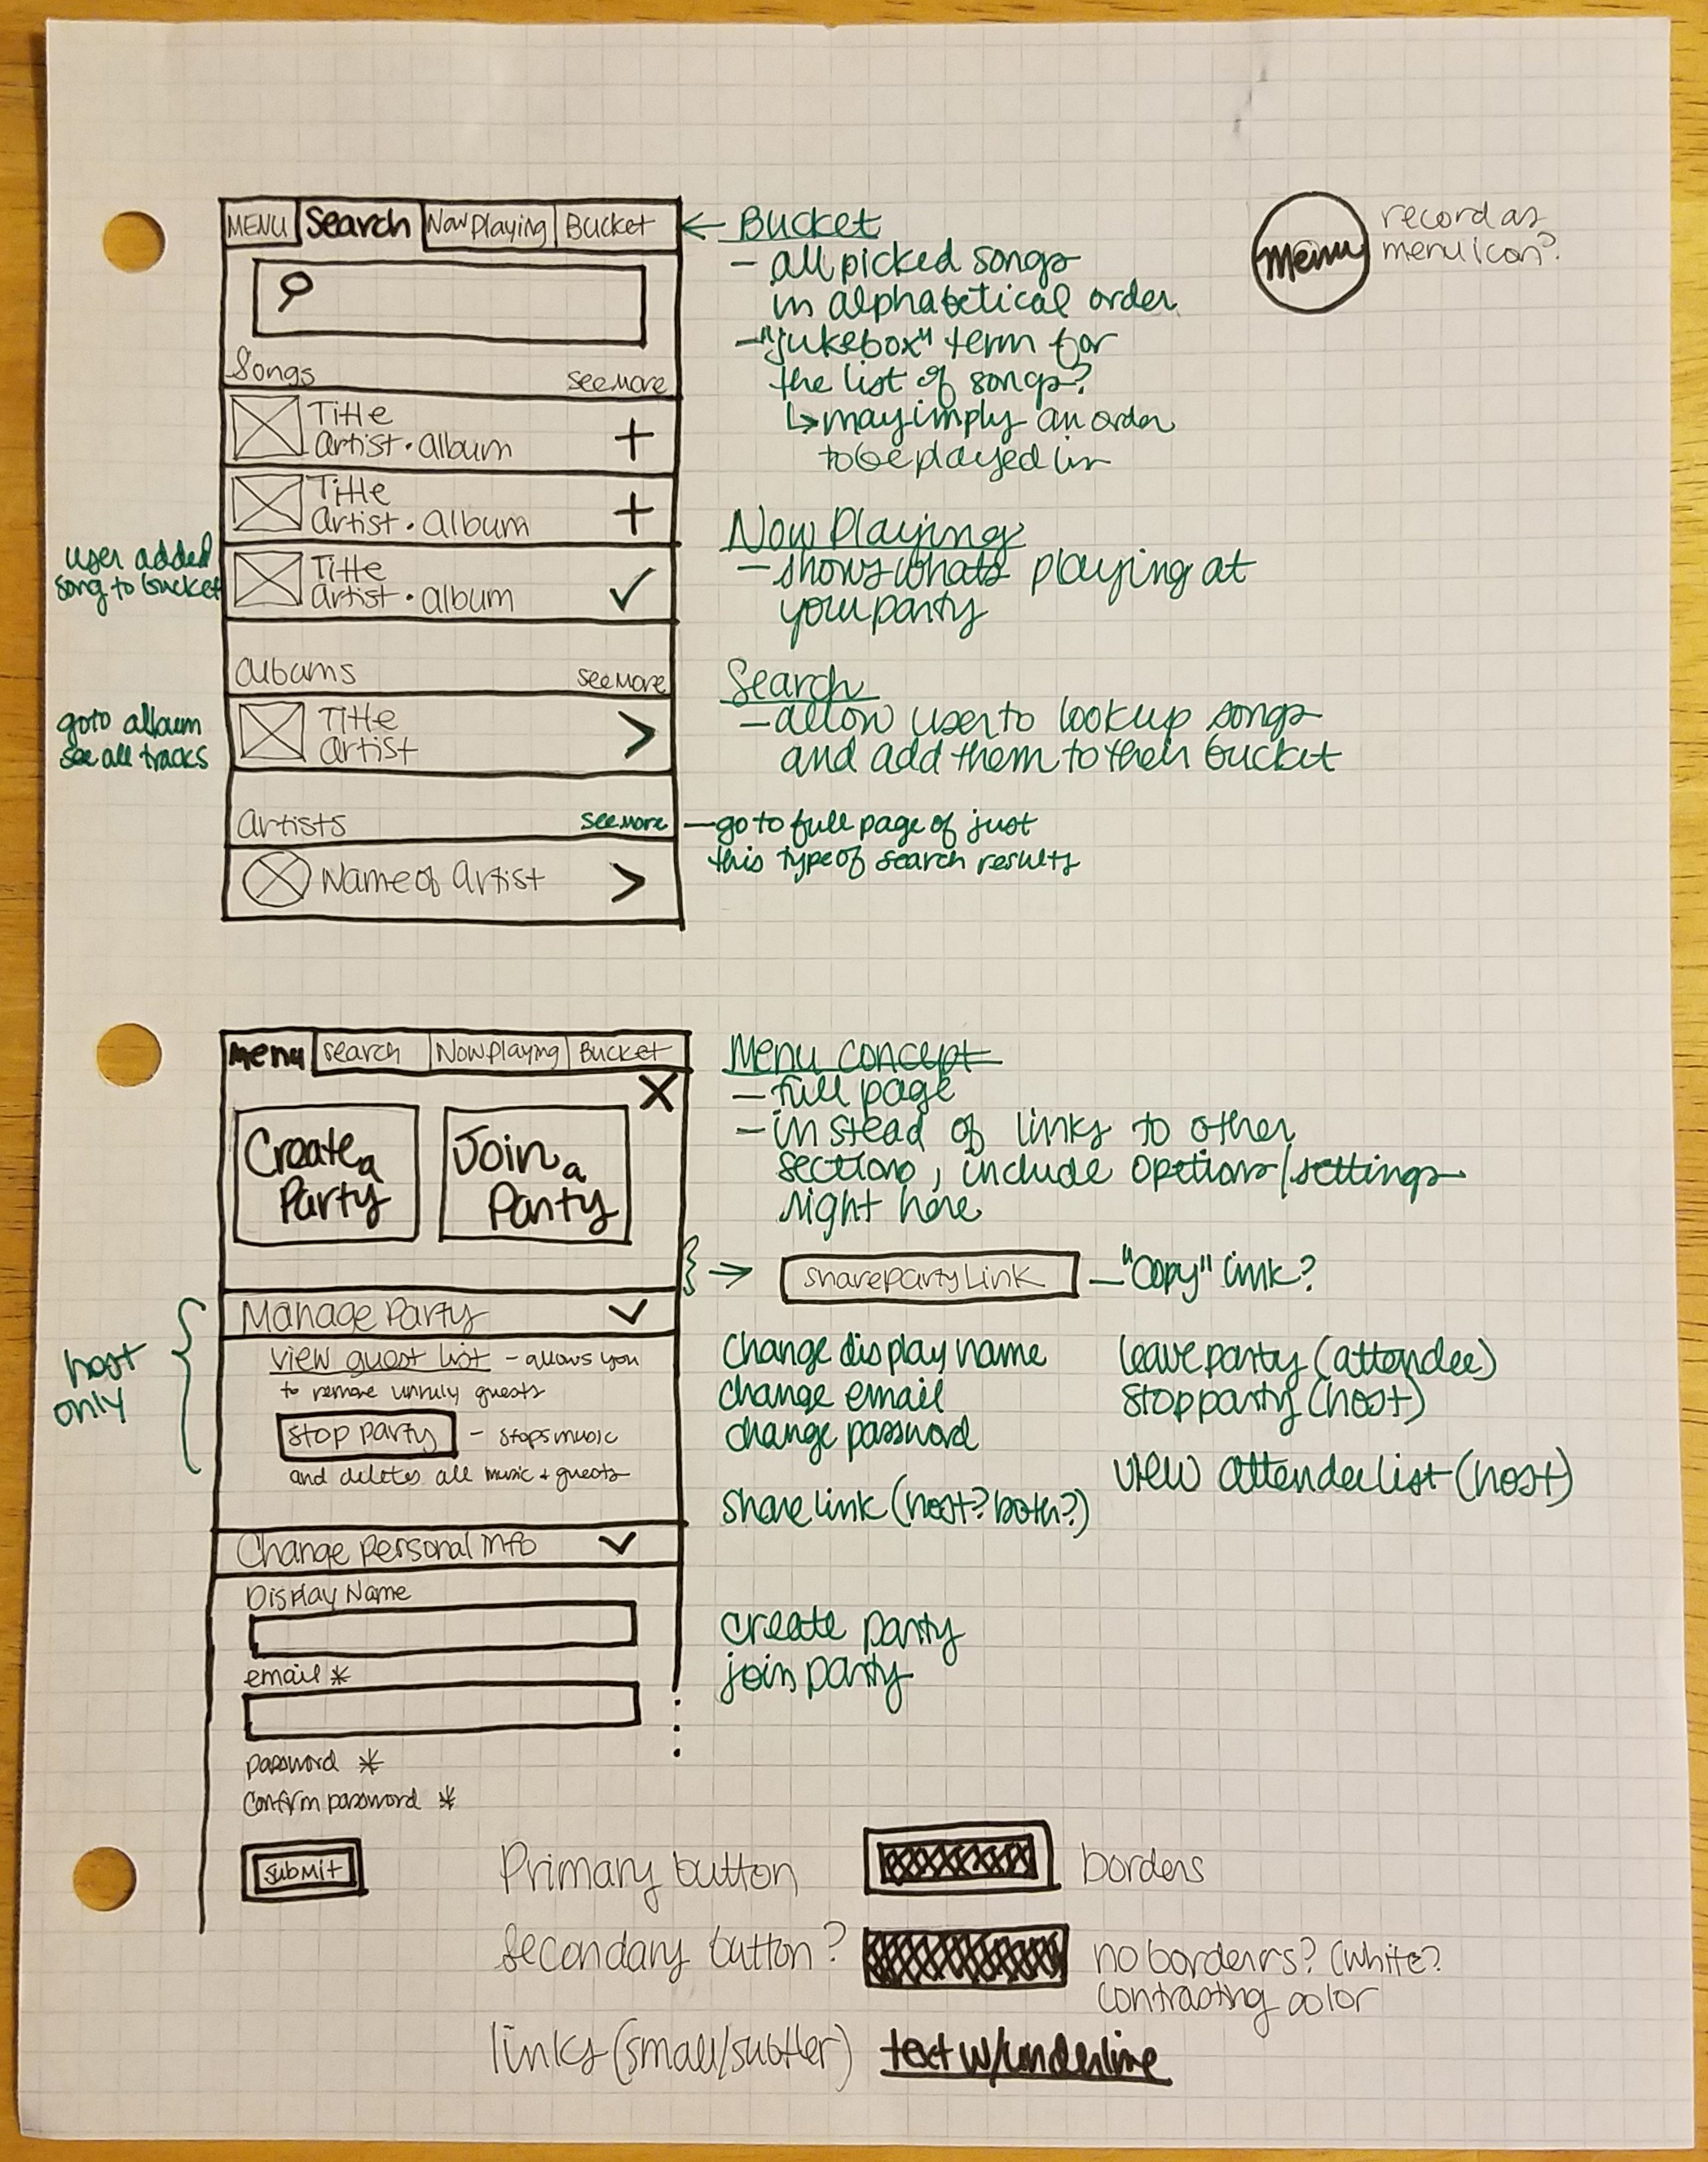 MENU Search Now Playing Bucket
Songs see more
Title
Artist · album
+
Title
Artist · Album
+
user added
song to bucket
Title
Artist · album
Albums see more
goto album
see all tracks
Title
Artist
Artists see more
Name of Artist
← Bucket
- all picked songs
in alphabetical order
- "jukebox" term for
the list of songs?
↳ may imply an order
to be played in
Now Playing
- shows whats playing at
your party
Search
- allow user to lookup songs
and add them to their bucket
- go to full page of just
this type of search results
Menu
record as
menu icon?
Menu search Now playing Bucket
X
Create a
Party
Join a
Party
Manage Party
host
only
view guest list - allows you
to remove unruly guests
stop party - stops music
and deletes all music + guests
Change personal info
Display Name
email *
password *
confirm password *
submit
Menu concept
- full page
- instead of links to other
sections, include options/settings
right here
→ share party link - "copy" link?
change display name
change email
change password
share link (host? both?)
leave party (attendee)
stop party (host)
view attendee list (host)
create party
join party
Primary button borders
secondary button? no borders? (white?
contrasting color
links (small/subtler) text w/underline